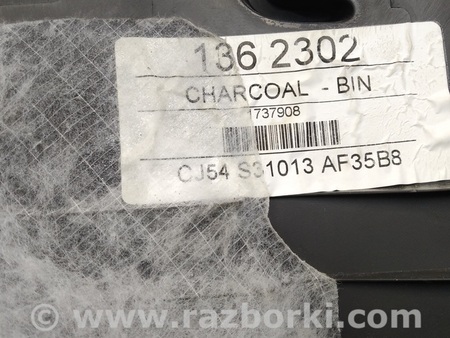 136 2302
CHARCOAL - BIN
1737908
CJ54 S31013 AF35B8
www.razborki.com